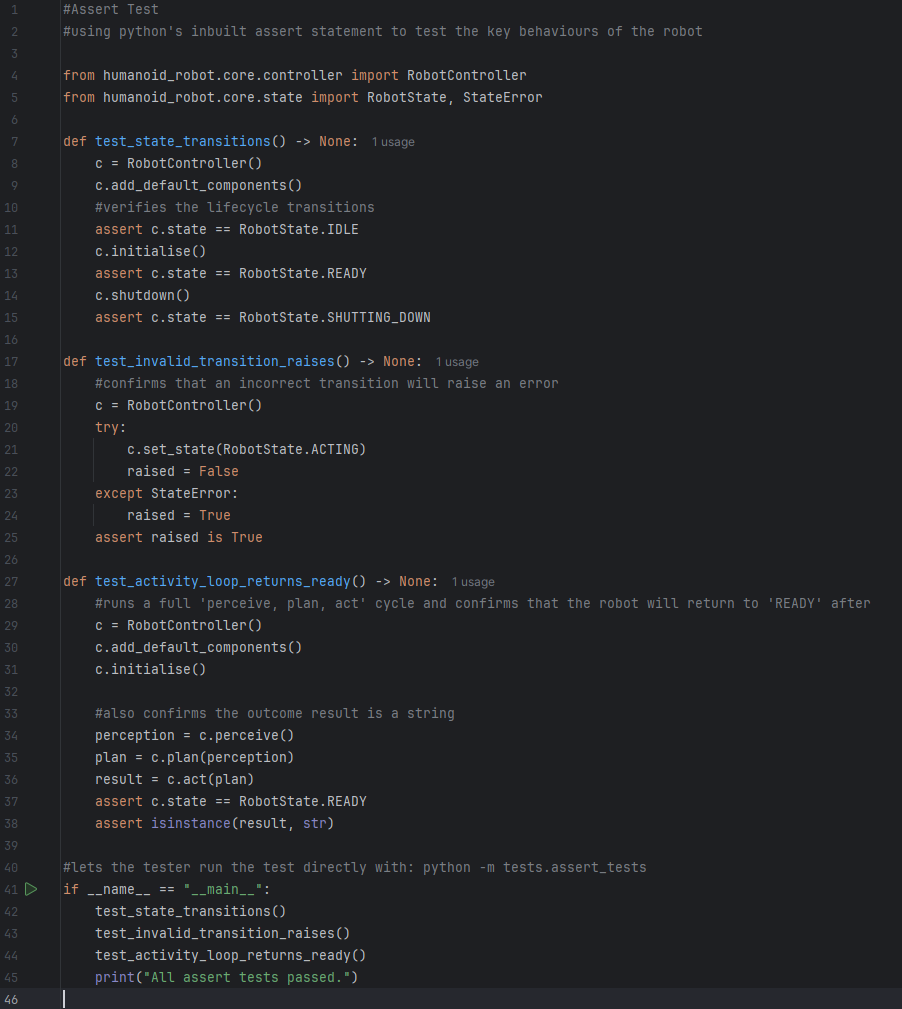 1 #Assert Test
2 #using python's inbuilt assert statement to test the key behaviours of the robot
3
4 from humanoid_robot.core.controller import RobotController
5 from humanoid_robot.core.state import RobotState, StateError
6
7 def test_state_transitions() -> None: 1 usage
8     c = RobotController()
9     c.add_default_components()
10     #verifies the lifecycle transitions
11     assert c.state == RobotState.IDLE
12     c.initialise()
13     assert c.state == RobotState.READY
14     c.shutdown()
15     assert c.state == RobotState.SHUTTING_DOWN
16
17 def test_invalid_transition_raises() -> None: 1 usage
18     #confirms that an incorrect transition will raise an error
19     c = RobotController()
20     try:
21         c.set_state(RobotState.ACTING)
22         raised = False
23     except StateError:
24         raised = True
25     assert raised is True
26
27 def test_activity_loop_returns_ready() -> None: 1 usage
28     #runs a full 'perceive, plan, act' cycle and confirms that the robot will return to 'READY' after
29     c = RobotController()
30     c.add_default_components()
31     c.initialise()
32
33     #also confirms the outcome result is a string
34     perception = c.perceive()
35     plan = c.plan(perception)
36     result = c.act(plan)
37     assert c.state == RobotState.READY
38     assert isinstance(result, str)
39
40 #lets the tester run the test directly with: python -m tests.assert_tests
41 if __name__ == "__main__":
42     test_state_transitions()
43     test_invalid_transition_raises()
44     test_activity_loop_returns_ready()
45     print("All assert tests passed.")
46